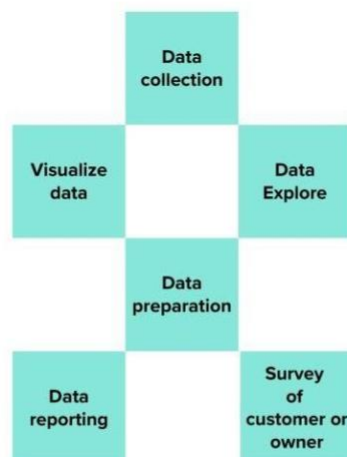 Data
collection
Visualize
data
Data
Explore
Data
preparation
Data
reporting
Survey
of
customer or
owner